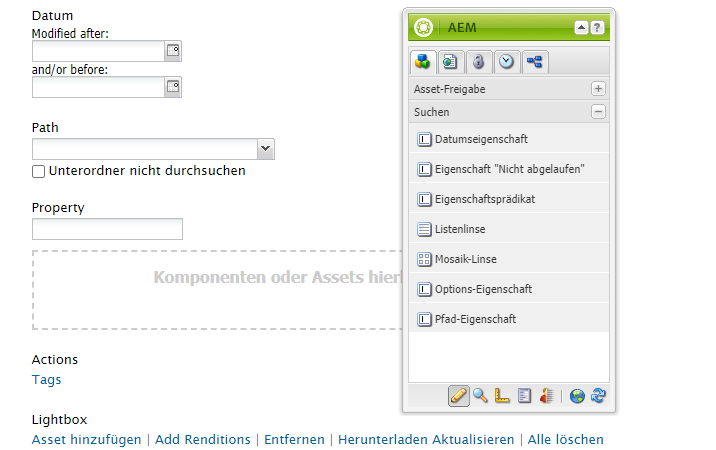 Datum
Modified after:
and/or before:
Path
Unterordner nicht durchsuchen
Property
Komponenten oder Assets
Actions
Tags
Lightbox
Asset hinzufügen | Add Renditions | Entfernen | Herunterladen Aktualisieren | Alle löschen
AEM
?
Asset-Freigabe
Suchen
Datumseigenschaft
Eigenschaft "Nicht abgelaufen"
Eigenschaftsprädikat
Listenlinse
Mosaik-Linse
Options-Eigenschaft
Pfad-Eigenschaft